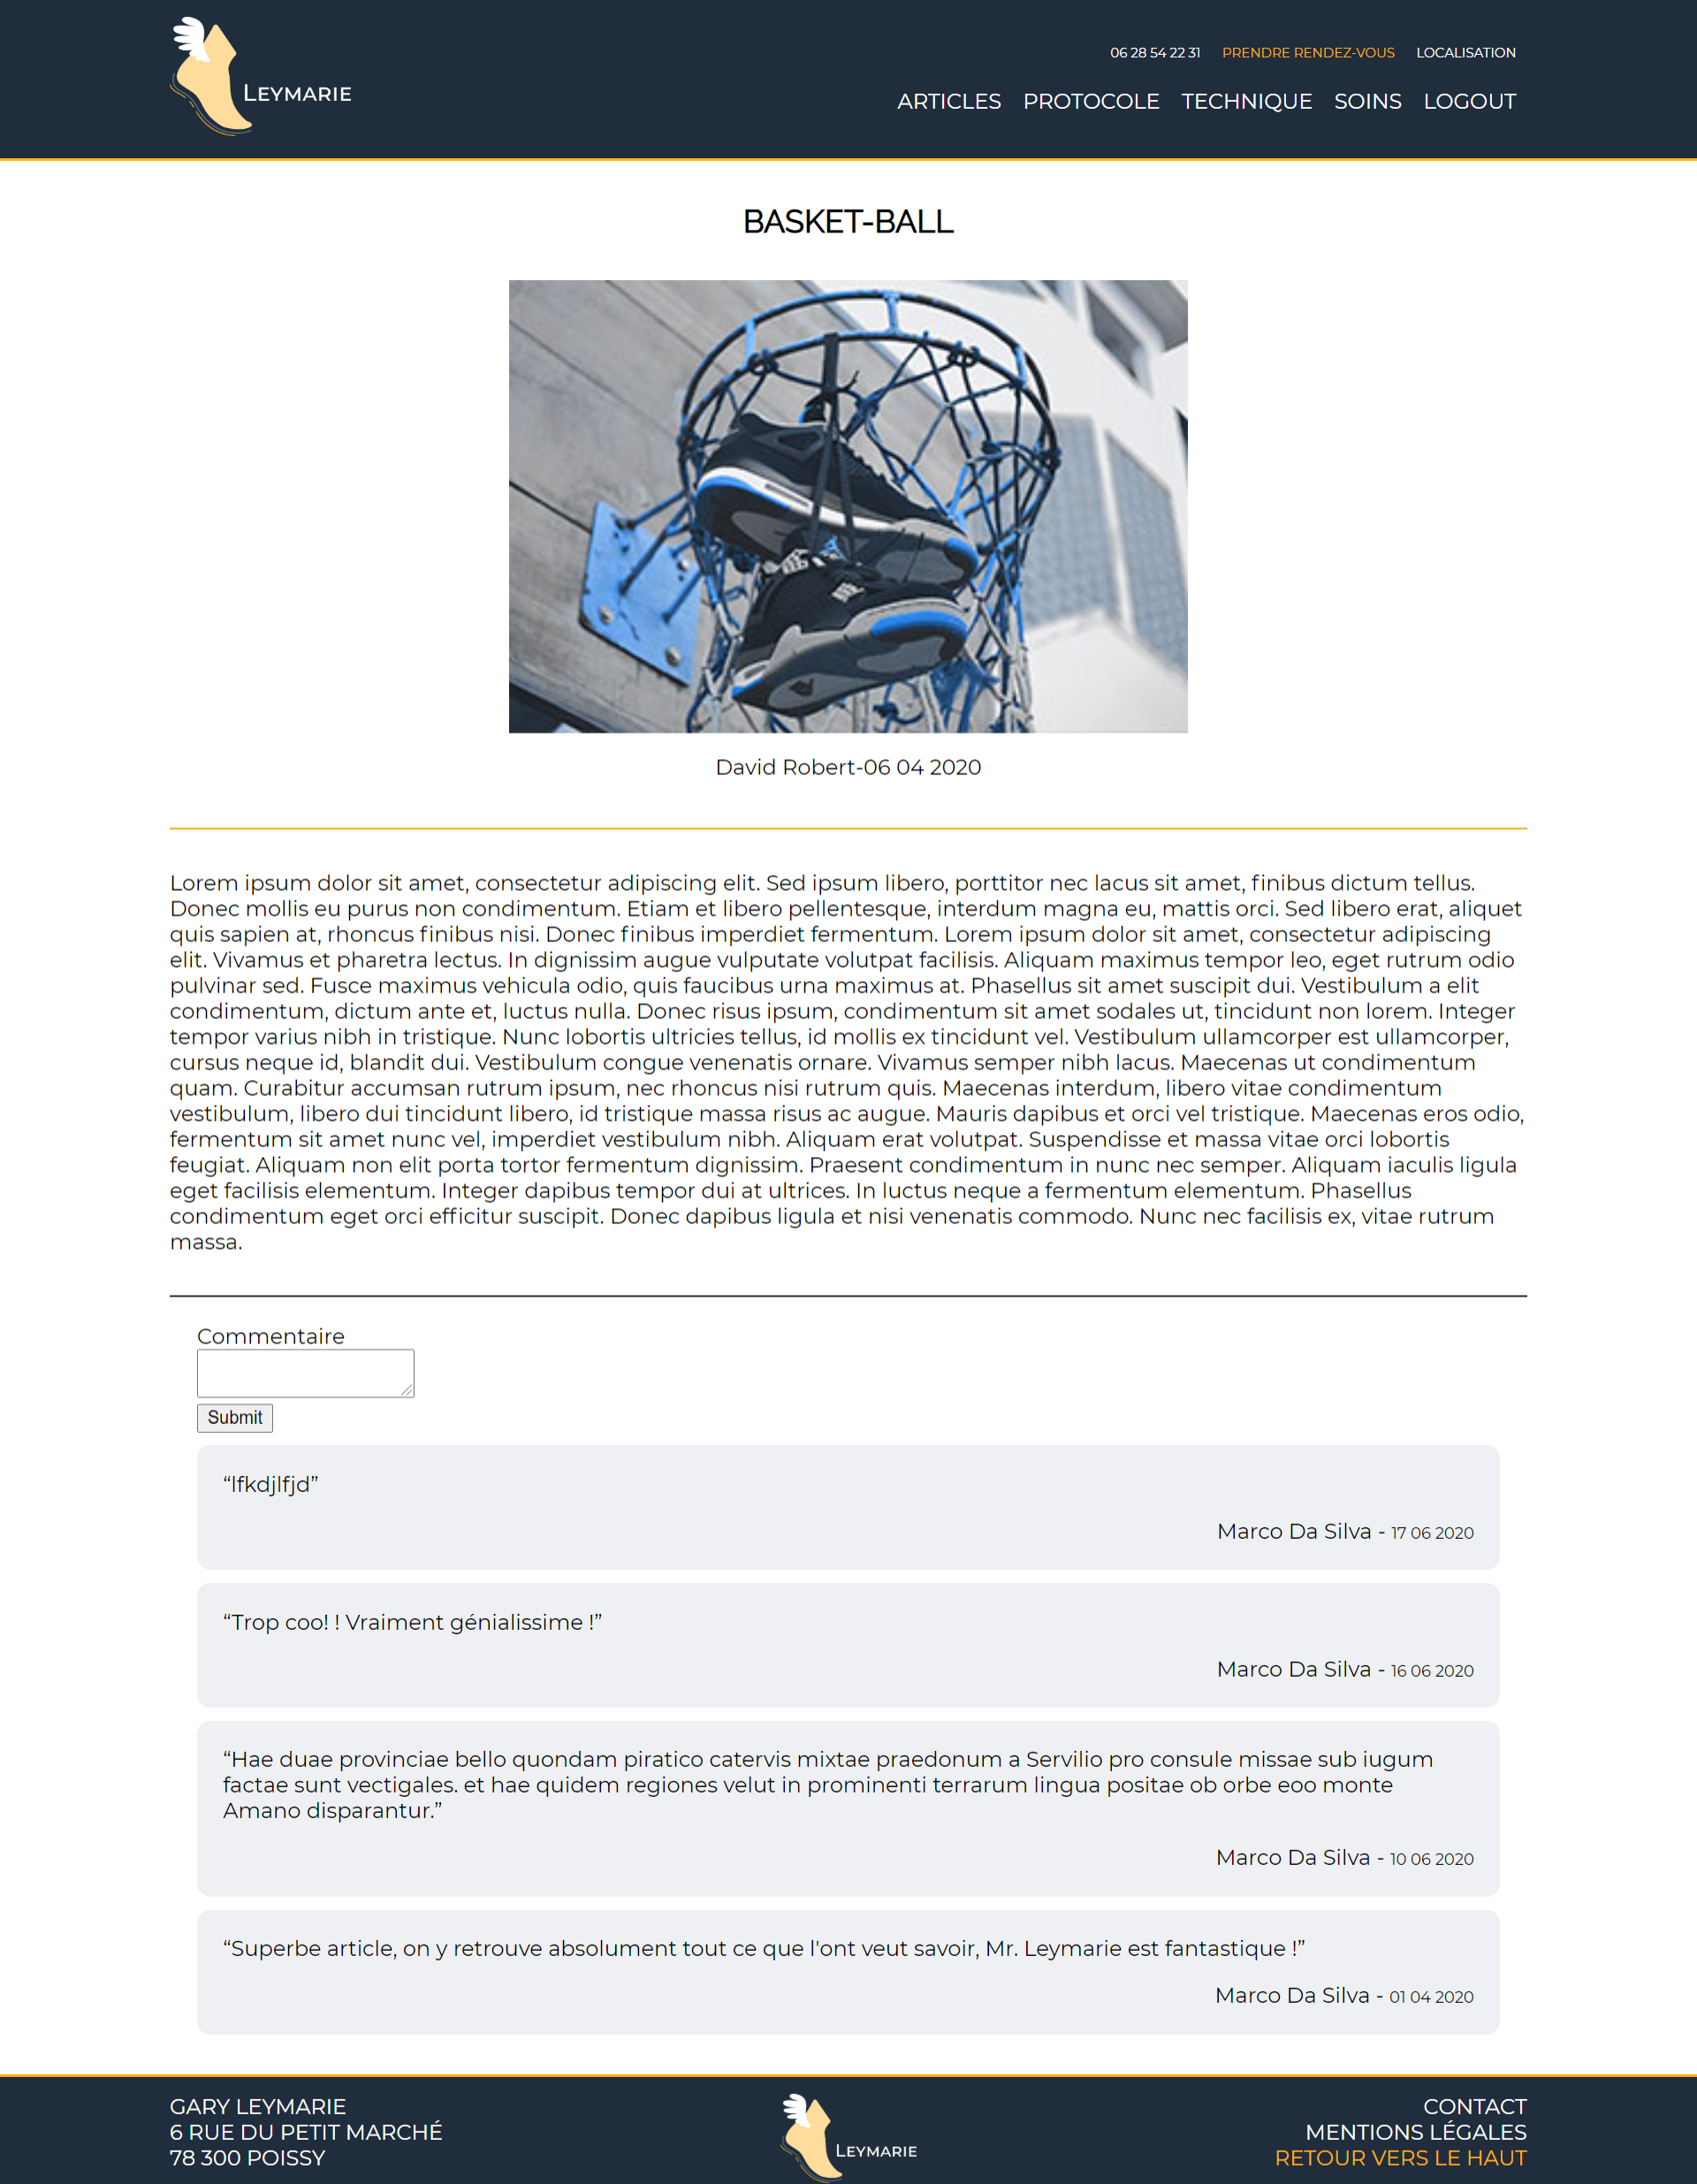 LEYMARIE
06 28 54 22 31 PRENDRE RENDEZ-VOUS LOCALISATION
ARTICLES PROTOCOLE TECHNIQUE SOINS LOGOUT
BASKET-BALL
David Robert-06 04 2020
Lorem ipsum dolor sit amet, consectetur adipiscing elit. Sed ipsum libero, porttitor nec lacus sit amet, finibus dictum tellus.
Donec mollis eu purus non condimentum. Etiam et libero pellentesque, interdum magna eu, mattis orci. Sed libero erat, aliquet
quis sapien at, rhoncus finibus nisi. Donec finibus imperdiet fermentum. Lorem ipsum dolor sit amet, consectetur adipiscing
elit. Vivamus et pharetra lectus. In dignissim augue vulputate volutpat facilisis. Aliquam maximus tempor leo, eget rutrum odio
pulvinar sed. Fusce maximus vehicula odio, quis faucibus urna maximus at. Phasellus sit amet suscipit dui. Vestibulum a elit
condimentum, dictum ante et, luctus nulla. Donec risus ipsum, condimentum sit amet sodales ut, tincidunt non lorem. Integer
tempor varius nibh in tristique. Nunc lobortis ultricies tellus, id mollis ex tincidunt vel. Vestibulum ullamcorper est ullamcorper,
cursus neque id, blandit dui. Vestibulum congue venenatis ornare. Vivamus semper nibh lacus. Maecenas ut condimentum
quam. Curabitur accumsan rutrum ipsum, nec rhoncus nisi rutrum quis. Maecenas interdum, libero vitae condimentum
vestibulum, libero dui tincidunt libero, id tristique massa risus ac augue. Mauris dapibus et orci vel tristique. Maecenas eros odio,
fermentum sit amet nunc vel, imperdiet vestibulum nibh. Aliquam erat volutpat. Suspendisse et massa vitae orci lobortis
feugiat. Aliquam non elit porta tortor fermentum dignissim. Praesent condimentum in nunc nec semper. Aliquam iaculis ligula
eget facilisis elementum. Integer dapibus tempor dui at ultrices. In luctus neque a fermentum elementum. Phasellus
condimentum eget orci efficitur suscipit. Donec dapibus ligula et nisi venenatis commodo. Nunc nec facilisis ex, vitae rutrum
massa.
Commentaire
Submit
“lfkdjlfjd”
Marco Da Silva - 17 06 2020
“Trop coo! ! Vraiment génialissime !”
Marco Da Silva - 16 06 2020
“Hae duae provinciae bello quondam piratico catervis mixtae praedonum a Servilio pro consule missae sub iugum
factae sunt vectigales. et hae quidem regiones velut in prominenti terrarum lingua positae ob orbe eoo monte
Amano disparantur.”
Marco Da Silva - 10 06 2020
“Superbe article, on y retrouve absolument tout ce que l'ont veut savoir, Mr. Leymarie est fantastique !”
Marco Da Silva - 01 04 2020
GARY LEYMARIE
6 RUE DU PETIT MARCHÉ
78 300 POISSY
LEYMARIE
CONTACT
MENTIONS LÉGALES
RETOUR VERS LE HAUT